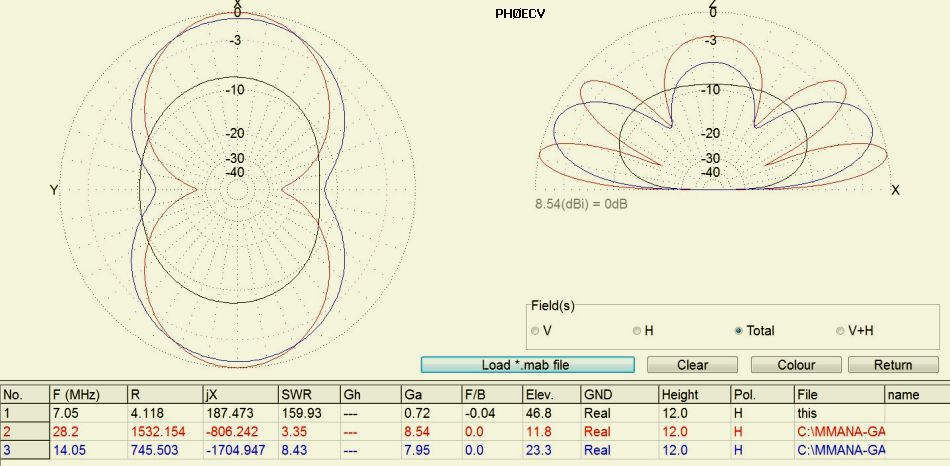 X
0
-3
-10
-20
-30
-40
Y
PHØECV
Z
0
-3
-10
-20
-30
-40
X
8.54(dBi) = 0dB
Field(s)
V H Total V+H
Load *.mab file Clear Colour Return
No. F (MHz) R jX SWR Gh Ga F/B Elev. GND Height Pol. File name
1 7.05 4.118 187.473 159.93 --- 0.72 -0.04 46.8 Real 12.0 H this
2 28.2 1532.154 -806.242 3.35 --- 8.54 0.0 11.8 Real 12.0 H C:\MMANA-GA
3 14.05 745.503 -1704.947 8.43 --- 7.95 0.0 23.3 Real 12.0 H C:\MMANA-GA